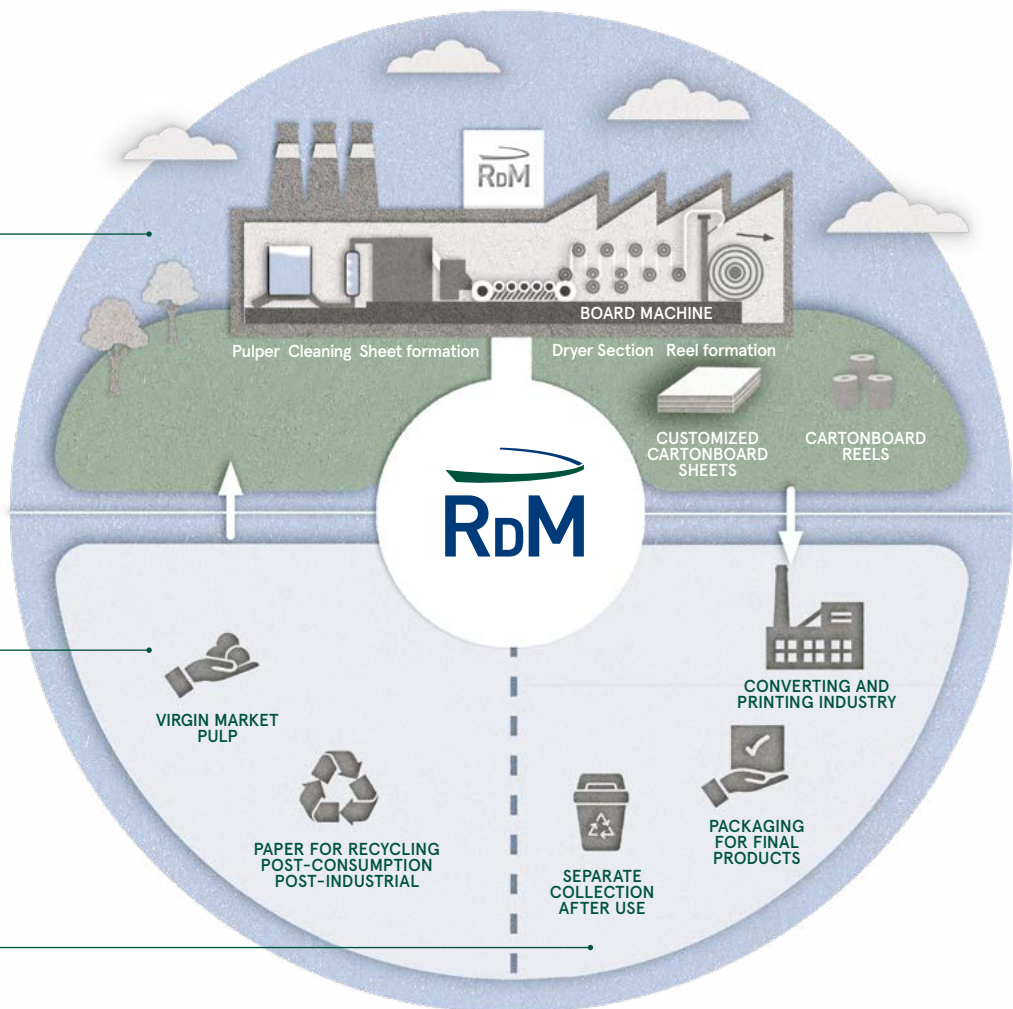 RDM
BOARD MACHINE
Pulper Cleaning Sheet formation
Dryer Section Reel formation
CUSTOMIZED
CARTONBOARD
SHEETS
CARTONBOARD
REELS
RDM
VIRGIN MARKET
PULP
PAPER FOR RECYCLING
POST-CONSUMPTION
POST-INDUSTRIAL
CONVERTING AND
PRINTING INDUSTRY
PACKAGING
FOR FINAL
PRODUCTS
SEPARATE
COLLECTION
AFTER USE